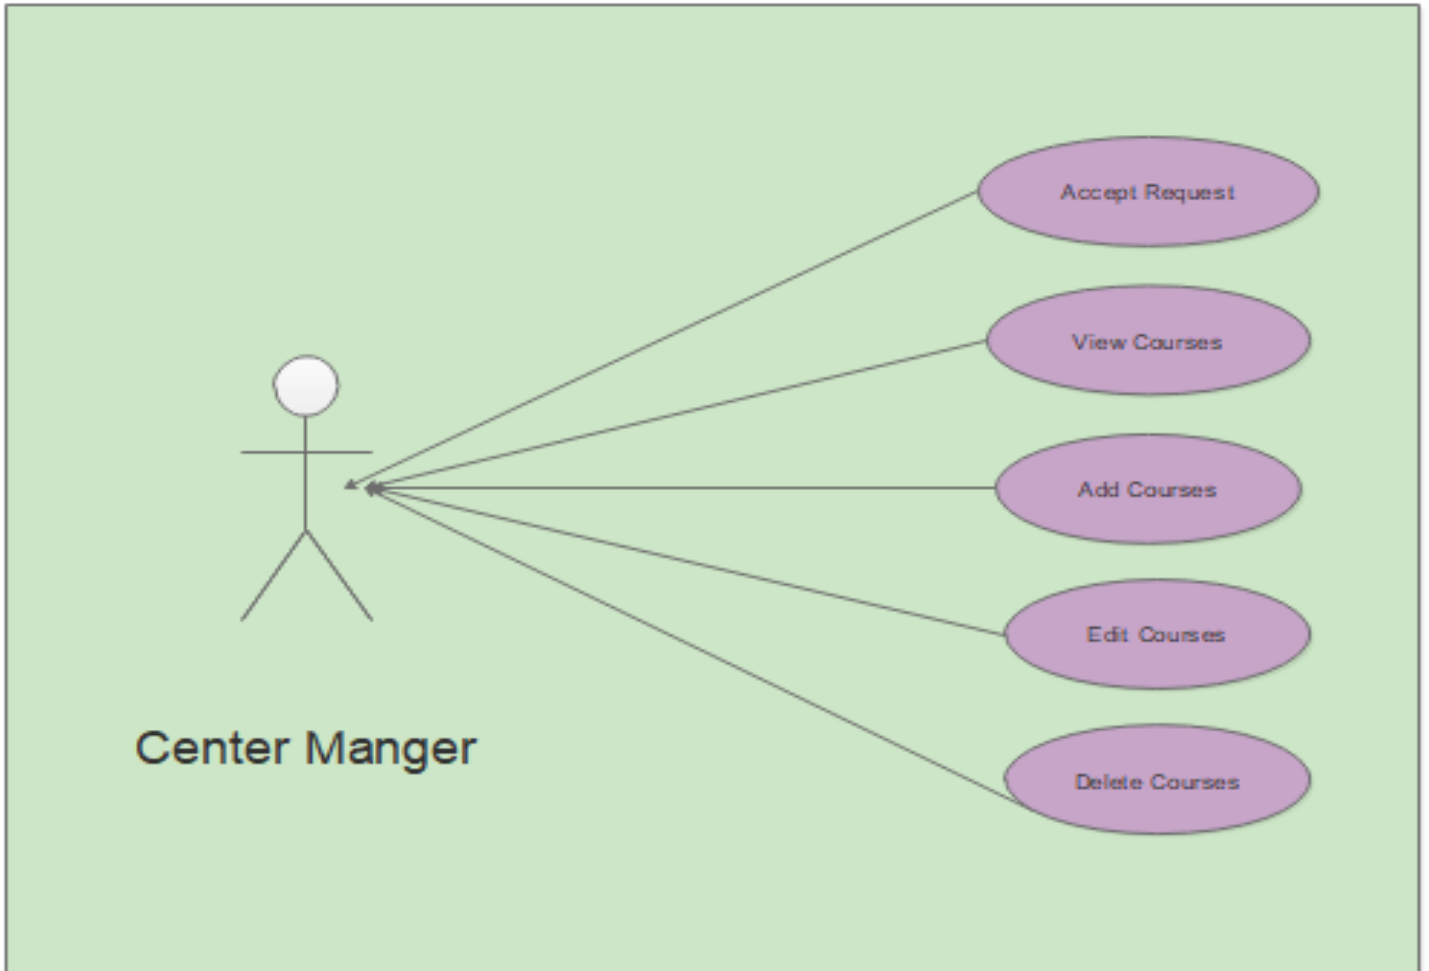 Accept Request
View Courses
Add Courses
Edit Courses
Center Manger
Delete Courses